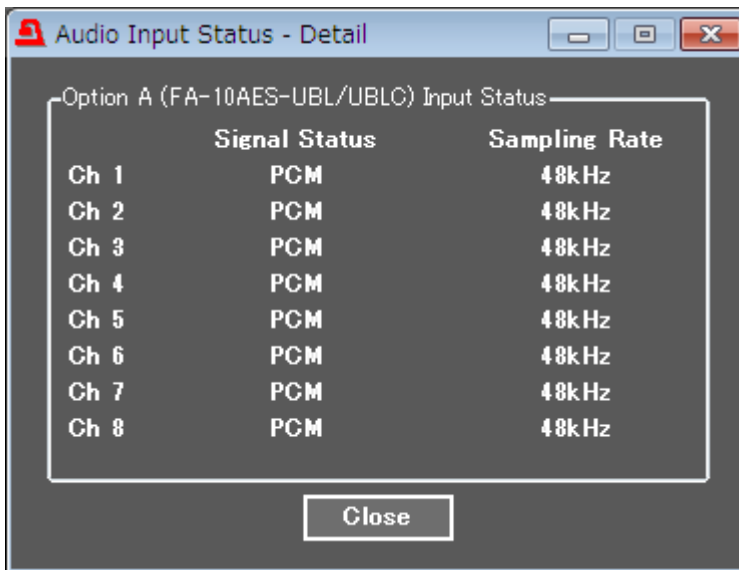 Audio Input Status - Detail
Option A (FA-10AES-UBL/UBLC) Input Status
Signal Status Sampling Rate
Ch 1 PCM 48kHz
Ch 2 PCM 48kHz
Ch 3 PCM 48kHz
Ch 4 PCM 48kHz
Ch 5 PCM 48kHz
Ch 6 PCM 48kHz
Ch 7 PCM 48kHz
Ch 8 PCM 48kHz
Close